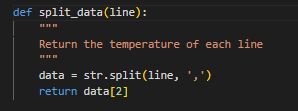 def split_data(line):
    """
    Return the temperature of each line
    """
    data = str.split(line, ',')
    return data[2]